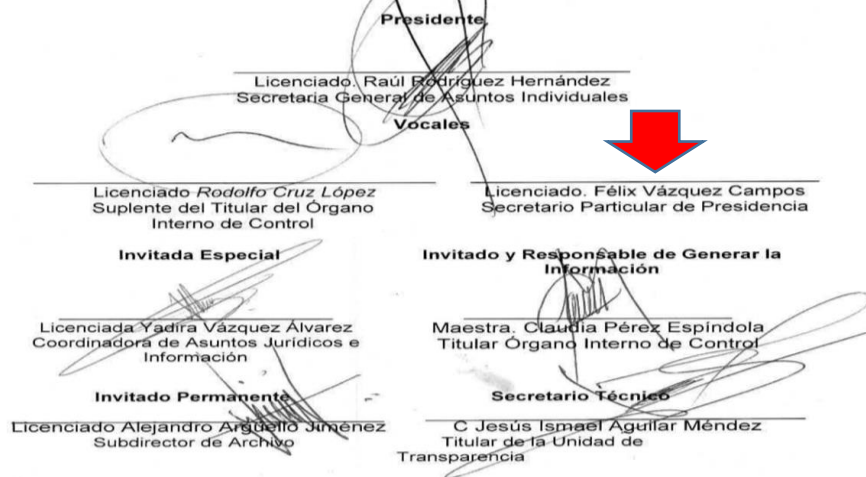 Presidente
Licenciado. Raúl Rodríguez Hernández
Secretaria General de Asuntos Individuales
Vocales
Licenciado Rodolfo Cruz López
Suplente del Titular del Órgano
Interno de Control
Licenciado. Félix Vázquez Campos
Secretario Particular de Presidencia
Invitada Especial
Licenciada Yadira Vázquez Álvarez
Coordinadora de Asuntos Jurídicos e
Información
Invitado y Responsable de Generar la
Información
Maestra. Claudia Pérez Espíndola
Titular Órgano Interno de Control
Invitado Permanente
Licenciado Alejandro Argüello Jiménez
Subdirector de Archivo
Secretario Técnico
C Jesús Ismael Aguilar Méndez
Titular de la Unidad de
Transparencia